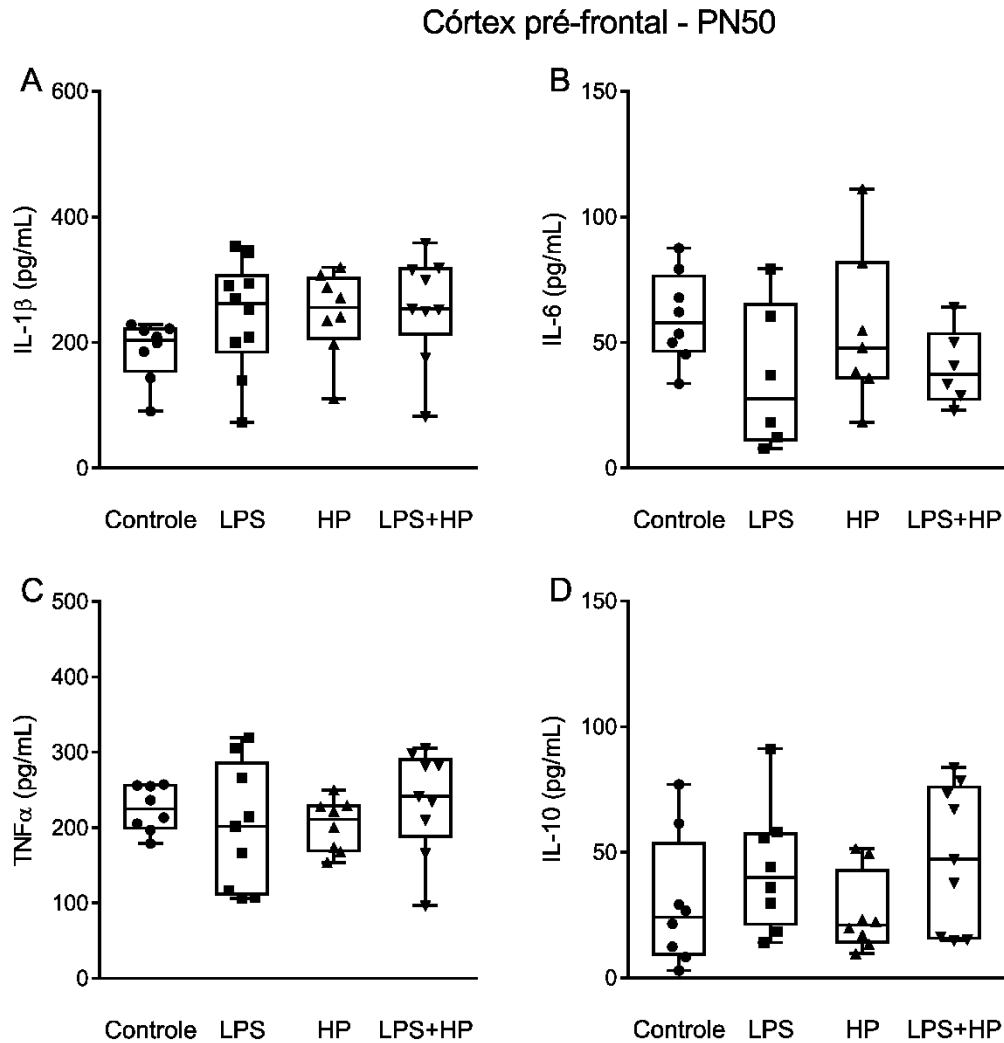 Córtex pré-frontal - PN50
A
600
400
200
0
IL-1β (pg/mL)
Controle LPS HP LPS+HP
B
150
100
50
0
IL-6 (pg/mL)
Controle LPS HP LPS+HP
C
500
400
300
200
100
0
TNFα (pg/mL)
Controle LPS HP LPS+HP
D
150
100
50
0
IL-10 (pg/mL)
Controle LPS HP LPS+HP